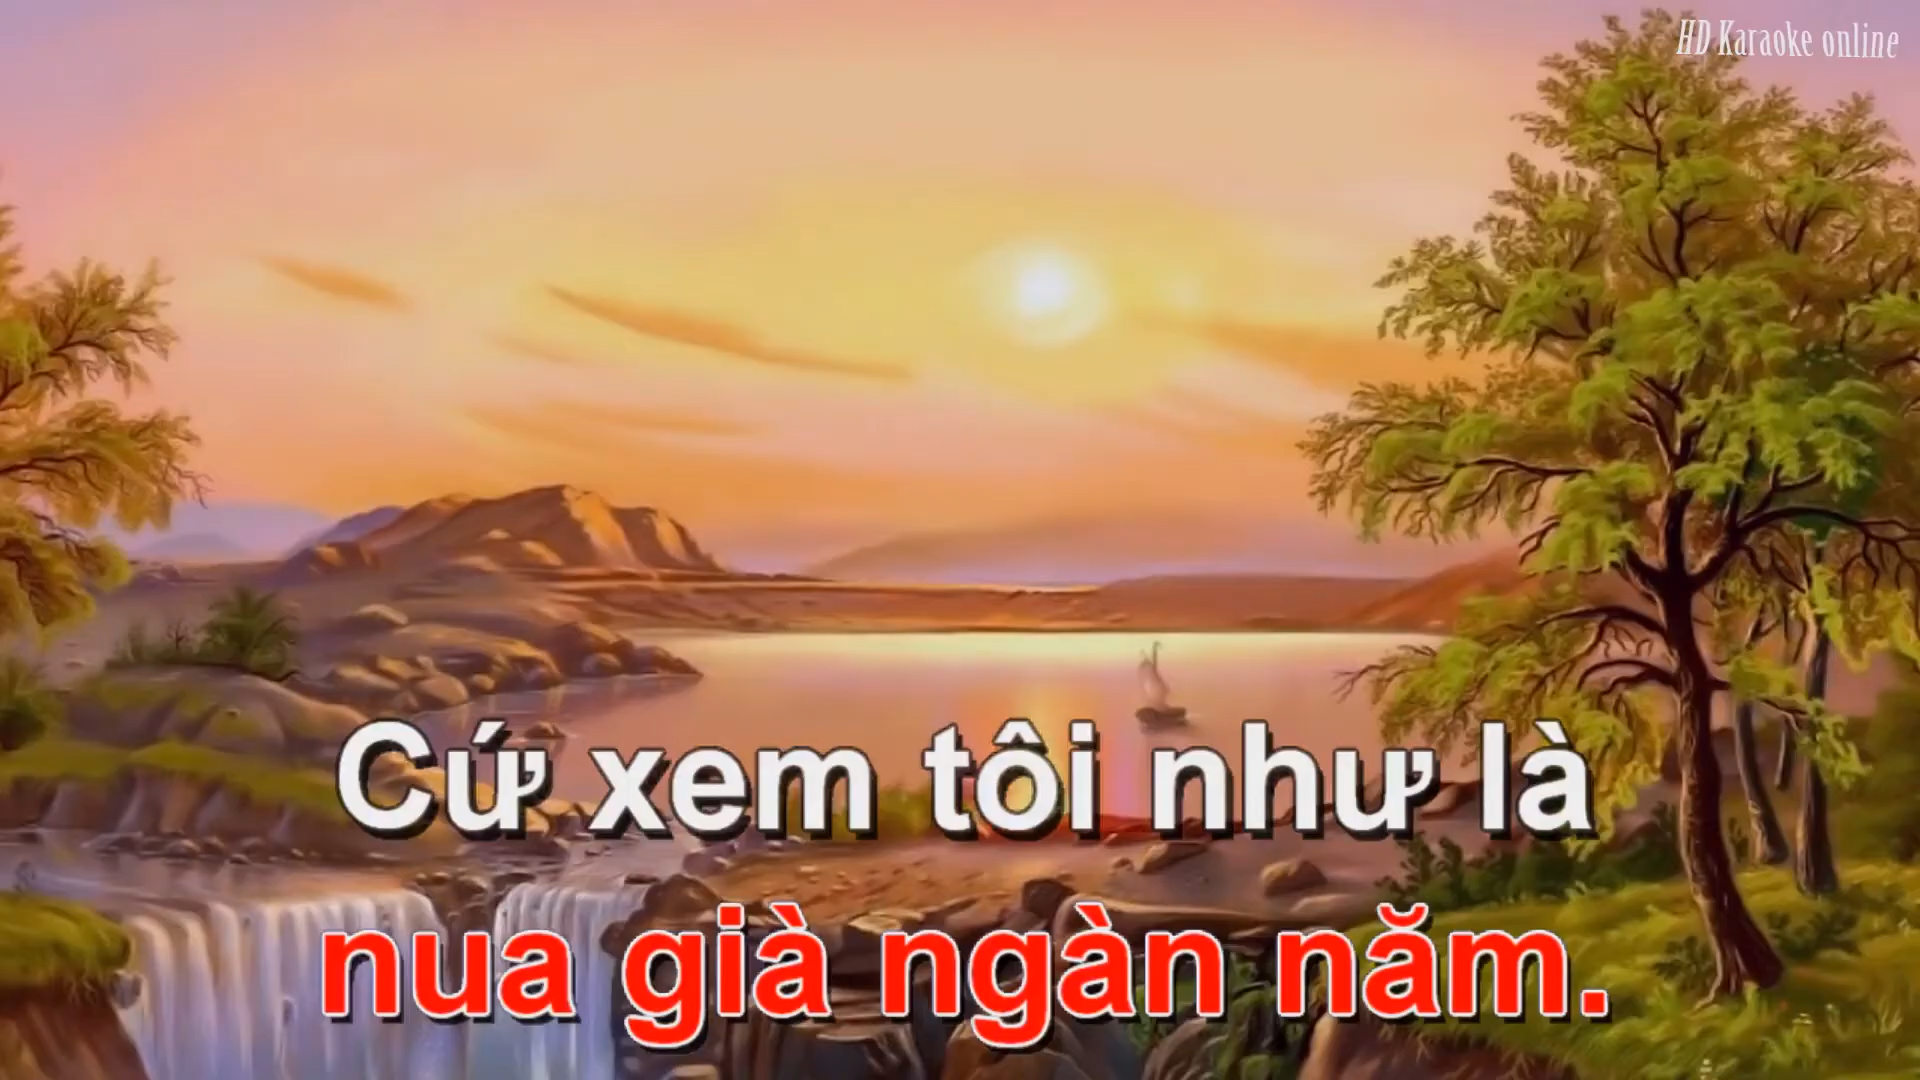 HD Karaoke online
Cứ xem tôi như là
nua già ngàn năm.